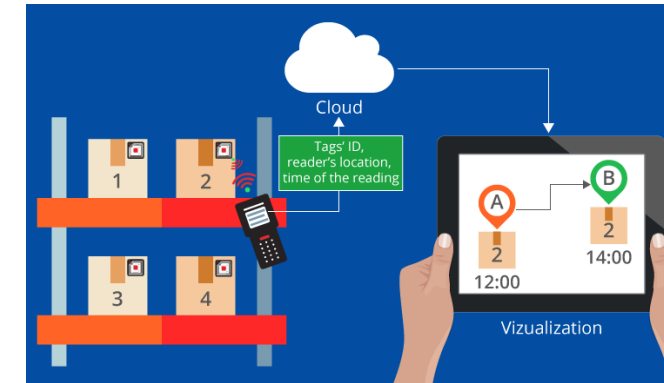 Cloud
Tags' ID,
reader's location,
time of the reading
1
2
3
4
A
B
2
2
12:00
14:00
Vizualization